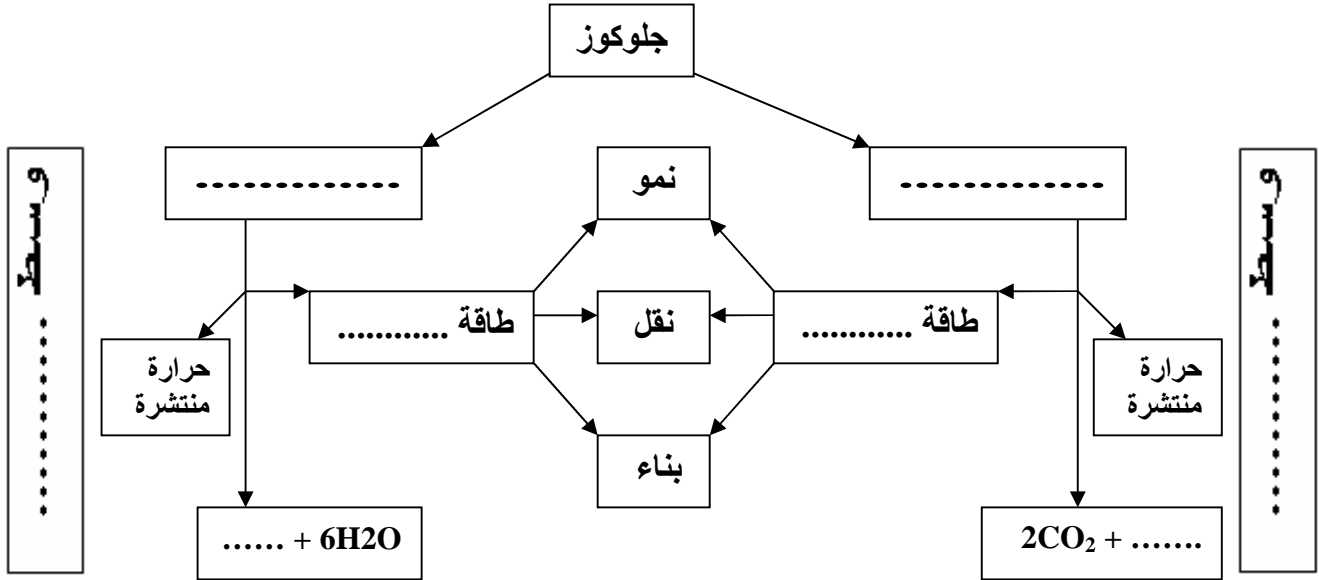 جلوكوز
.............
نمو
.............
وسط ............
وسط ............
طاقة ............
نقل
طاقة ............
حرارة
منتشرة
حرارة
منتشرة
بناء
2CO₂ + .......
...... + 6H2O